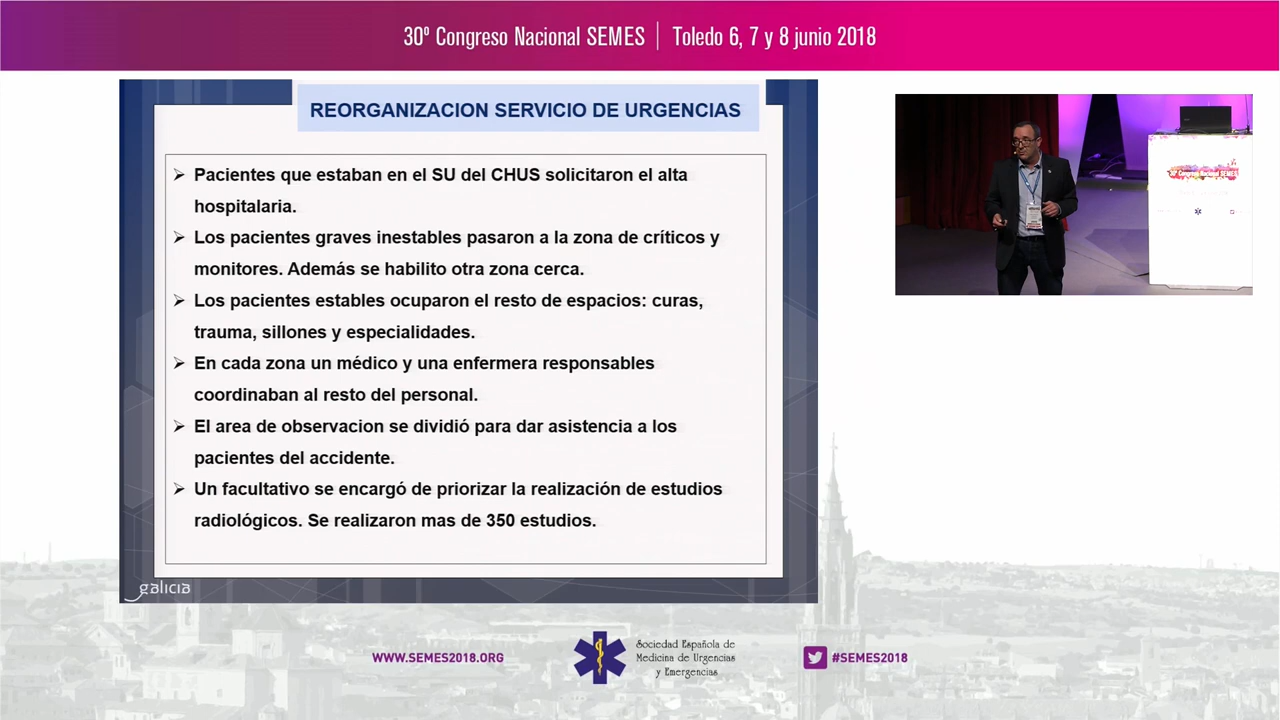 30º Congreso Nacional SEMES | Toledo 6, 7 y 8 junio 2018
REORGANIZACION SERVICIO DE URGENCIAS
Pacientes que estaban en el SU del CHUS solicitaron el alta
hospitalaria.
Los pacientes graves inestables pasaron a la zona de críticos y
monitores. Además se habilito otra zona cerca.
Los pacientes estables ocuparon el resto de espacios: curas,
trauma, sillones y especialidades.
En cada zona un médico y una enfermera responsables
coordinaban al resto del personal.
El area de observacion se dividió para dar asistencia a los
pacientes del accidente.
Un facultativo se encargó de priorizar la realización de estudios
radiológicos. Se realizaron mas de 350 estudios.
galicia
30º Congreso Nacional SEMES
WWW.SEMES2018.ORG
Sociedad Española de
Medicina de Urgencias
y Emergencias
#SEMES2018